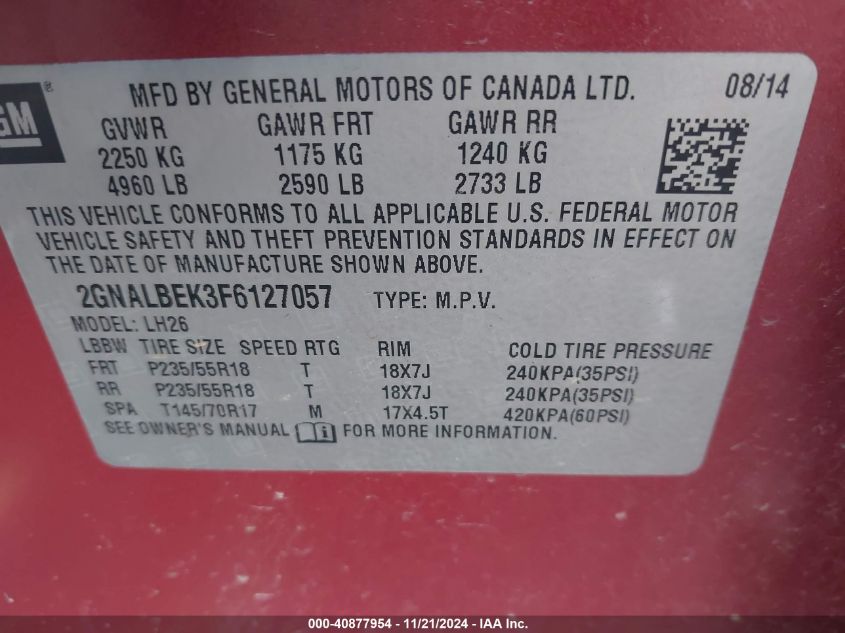 GM ®
MFD BY GENERAL MOTORS OF CANADA LTD. 08/14
GVWR GAWR FRT GAWR RR
2250 KG 1175 KG 1240 KG
4960 LB 2590 LB 2733 LB
THIS VEHICLE CONFORMS TO ALL APPLICABLE U.S. FEDERAL MOTOR
VEHICLE SAFETY AND THEFT PREVENTION STANDARDS IN EFFECT ON
THE DATE OF MANUFACTURE SHOWN ABOVE.
2GNALBEK3F6127057 TYPE: M.P.V.
MODEL: LH26
LBBW TIRE SIZE SPEED RTG RIM COLD TIRE PRESSURE
FRT P235/55R18 T 18X7J 240KPA(35PSI)
RR P235/55R18 T 18X7J 240KPA(35PSI)
SPA T145/70R17 M 17X4.5T 420KPA(60PSI)
SEE OWNER'S MANUAL FOR MORE INFORMATION.
000-40877954 - 11/21/2024 - IAA Inc.